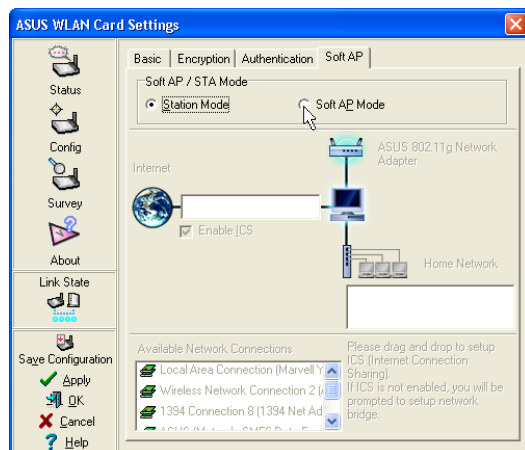 ASUS WLAN Card Settings
Status
Config
Survey
About
Link State
Save Configuration
Apply
OK
Cancel
Help
Basic
Encryption
Authentication
Soft AP
Soft AP / STA Mode
Station Mode
Soft AP Mode
Internet
ASUS 802.11g Network
Adapter
Enable ICS
Home Network
Available Network Connections
Local Area Connection (Marvell Y
Wireless Network Connection 2 (
1394 Connection 8 (1394 Net Ad
Please drag and drop to setup
ICS (Internet Connection
Sharing).
If ICS is not enabled, you will be
prompted to setup network
bridge.